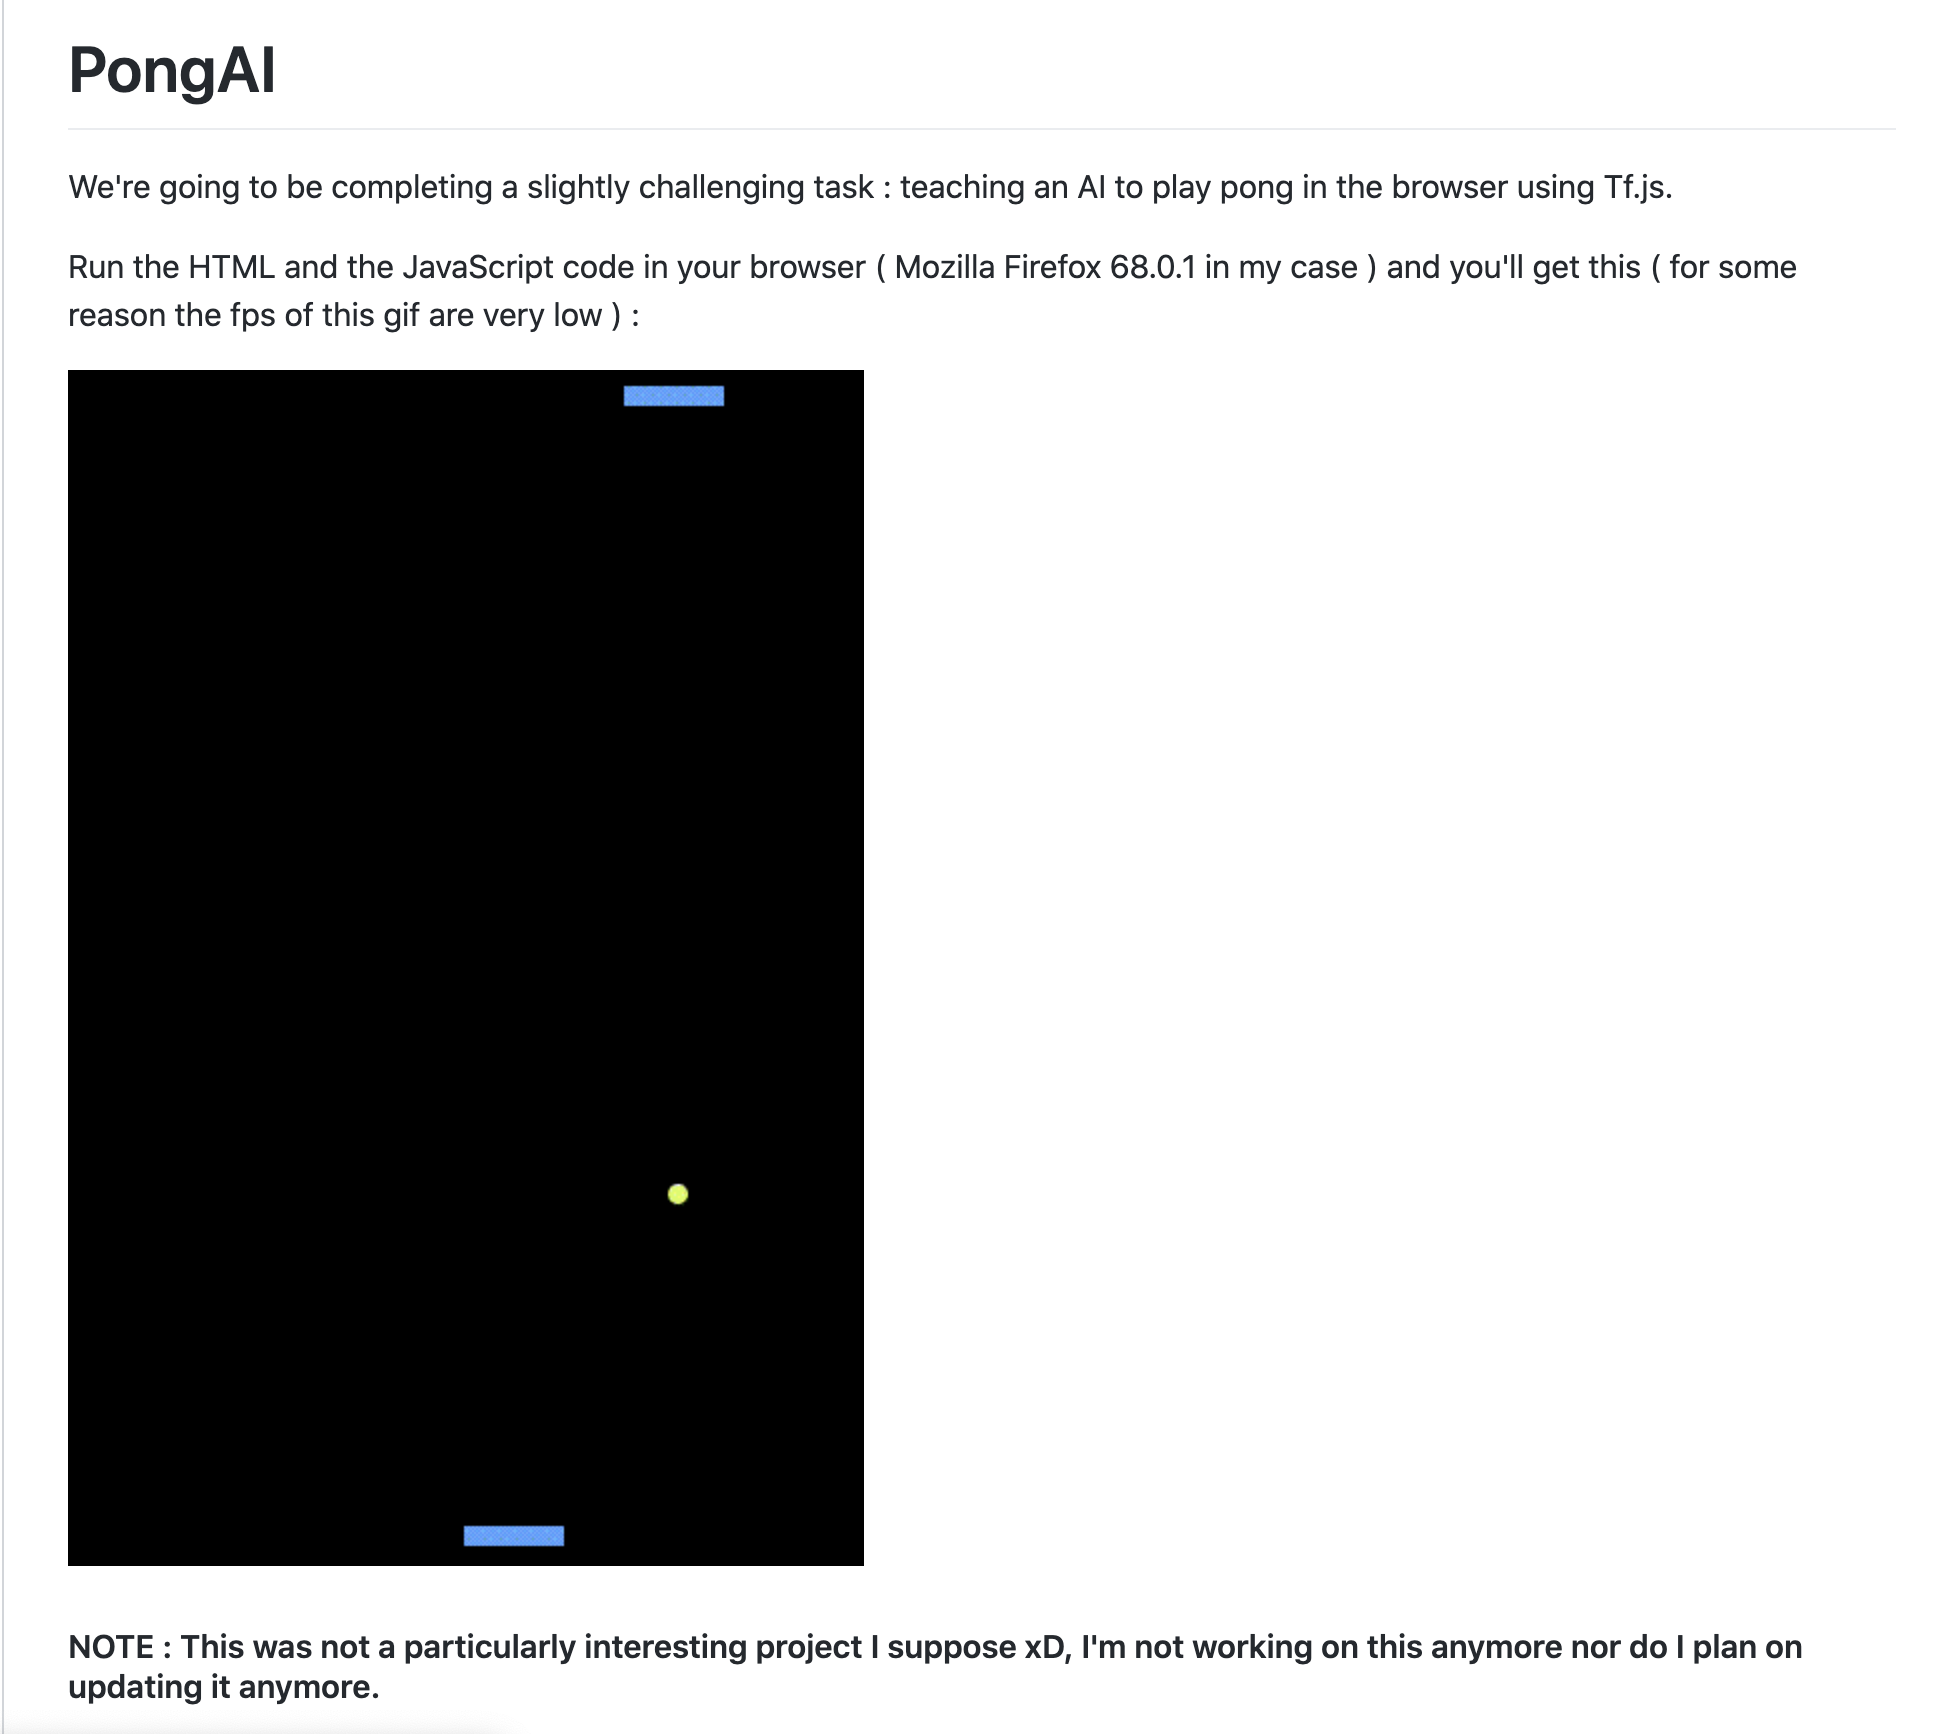 PongAI
We're going to be completing a slightly challenging task : teaching an AI to play pong in the browser using Tf.js.
Run the HTML and the JavaScript code in your browser ( Mozilla Firefox 68.0.1 in my case ) and you'll get this ( for some
reason the fps of this gif are very low ) :
NOTE : This was not a particularly interesting project I suppose xD, I'm not working on this anymore nor do I plan on
updating it anymore.